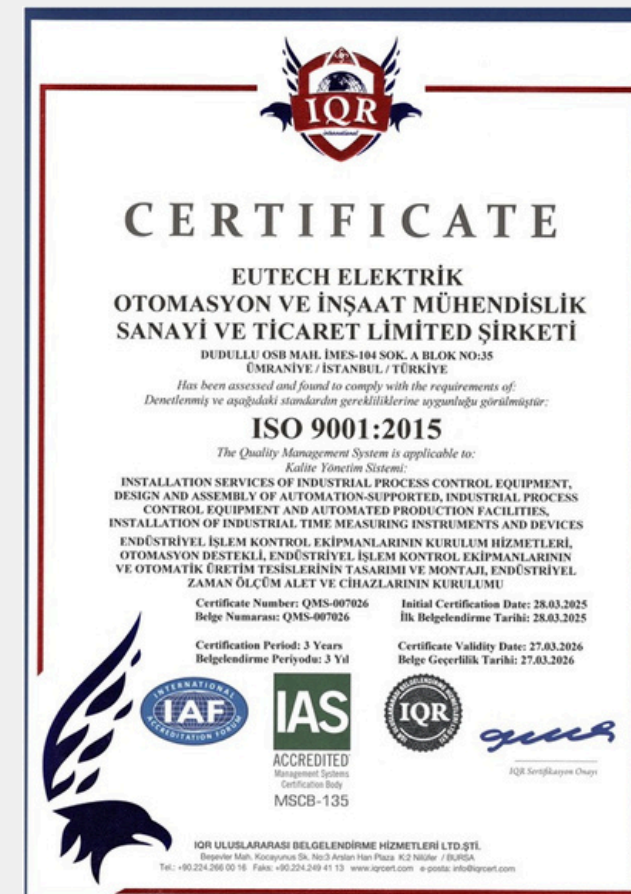 IQR
international
CERTIFICATE
EUTECH ELEKTRİK
OTOMASYON VE İNŞAAT MÜHENDİSLİK
SANAYİ VE TİCARET LİMİTED ŞİRKETİ
DUDULLU OSB MAH. İMES-104 SOK. A BLOK NO:35
ÜMRANİYE / İSTANBUL / TÜRKİYE
Has been assessed and found to comply with the requirements of:
Denetlenmiş ve aşağıdaki standardın gerekliliklerine uygunluğu görülmüştür:
ISO 9001:2015
The Quality Management System is applicable to:
Kalite Yönetim Sistemi:
INSTALLATION SERVICES OF INDUSTRIAL PROCESS CONTROL EQUIPMENT,
DESIGN AND ASSEMBLY OF AUTOMATION-SUPPORTED, INDUSTRIAL PROCESS
CONTROL EQUIPMENT AND AUTOMATED PRODUCTION FACILITIES,
INSTALLATION OF INDUSTRIAL TIME MEASURING INSTRUMENTS AND DEVICES
ENDÜSTRİYEL İŞLEM KONTROL EKİPMANLARININ KURULUM HİZMETLERİ,
OTOMASYON DESTEKLİ, ENDÜSTRİYEL İŞLEM KONTROL EKİPMANLARININ
VE OTOMATİK ÜRETİM TESİSLERİNİN TASARIMI VE MONTAJI, ENDÜSTRİYEL
ZAMAN ÖLÇÜM ALET VE CİHAZLARININ KURULUMU
Certificate Number: QMS-007026 Initial Certification Date: 28.03.2025
Belge Numarası: QMS-007026 İlk Belgelendirme Tarihi: 28.03.2025
Certification Period: 3 Years Certificate Validity Date: 27.03.2026
Belgelendirme Periyodu: 3 Yıl Belge Geçerlilik Tarihi: 27.03.2026
INTERNATIONAL
IAF
ACCREDITATION FORUM
IAS
ACCREDITED
Management Systems
Certification Body
MSCB-135
IQR
IQR Sertifikasyon Onayı
IQR ULUSLARARASI BELGELENDİRME HİZMETLERİ LTD.ŞTİ.
Beşevler Mah. Kocayunus Sk. No:3 Arslan Han Plaza K:2 Nilüfer / BURSA
Tel.: +90.224.266 00 16 Faks: +90.224.249 41 13 www.iqrcert.com e-posta: info@iqrcert.com